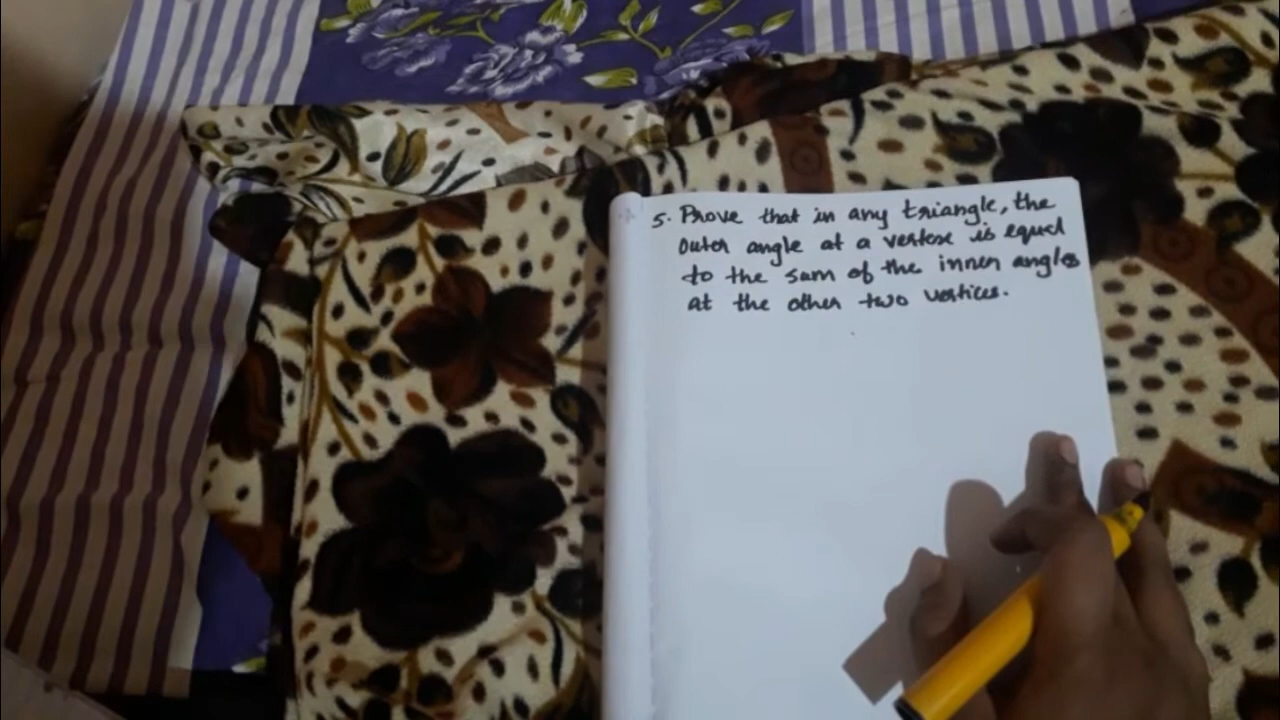 5. Prove that in any triangle, the
outer angle at a vertex is equal
to the sum of the inner angles
at the other two vertices.